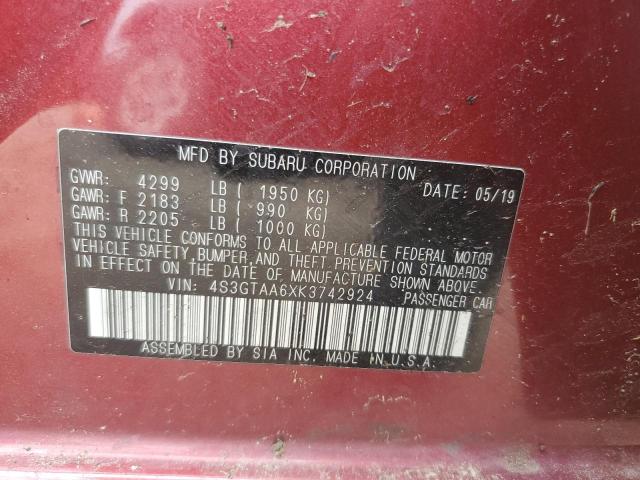 MFD BY SUBARU CORPORATION
GVWR: 4299 LB ( 1950 KG) DATE: 05/19
GAWR: F 2183 LB ( 990 KG)
GAWR: R 2205 LB ( 1000 KG)
THIS VEHICLE CONFORMS TO ALL APPLICABLE FEDERAL MOTOR
VEHICLE SAFETY, BUMPER, AND THEFT PREVENTION STANDARDS
IN EFFECT ON THE DATE OF MANUFACTURE SHOWN ABOVE.
VIN: 4S3GTAA6XK3742924 PASSENGER CAR
ASSEMBLED BY SIA INC. MADE IN U.S.A.